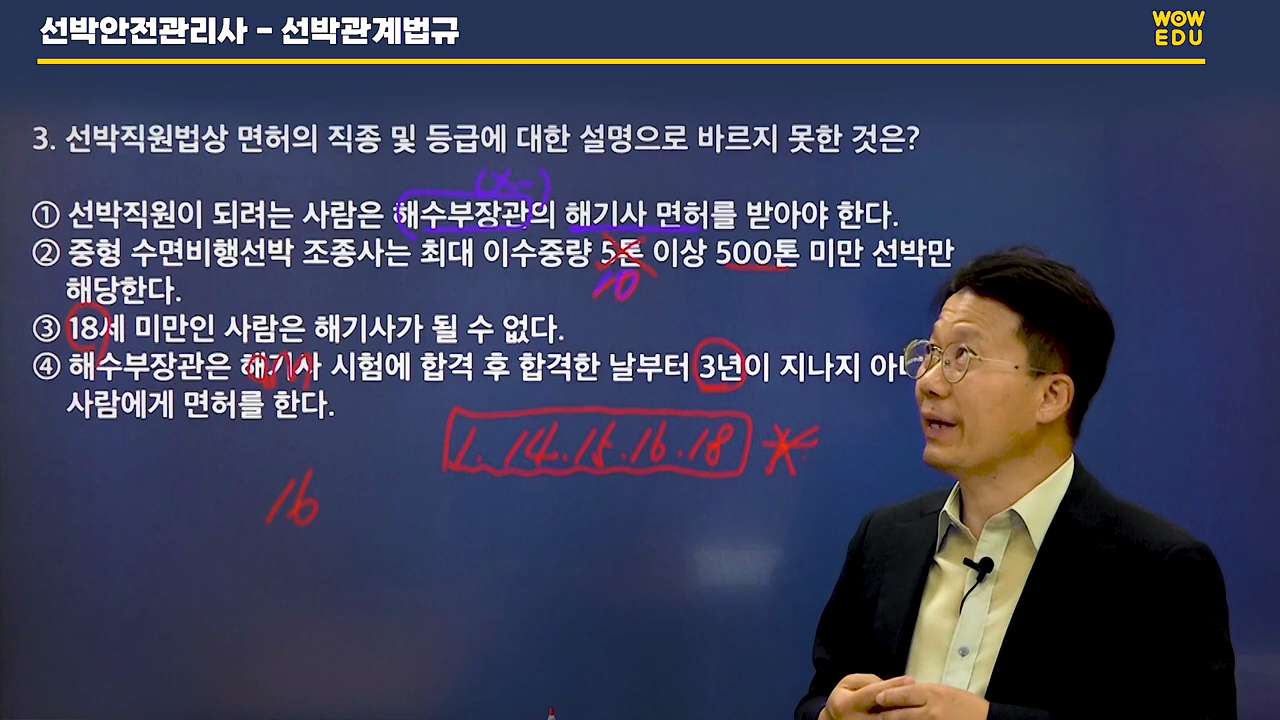 선박안전관리사 - 선박관계법규
WOW
EDU
3. 선박직원법상 면허의 직종 및 등급에 대한 설명으로 바르지 못한 것은?
① 선박직원이 되려는 사람은 해수부장관의 해기사 면허를 받아야 한다.
② 중형 수면비행선박 조종사는 최대 이수중량 5톤 이상 500톤 미만 선박만
10
해당한다.
③ 18세 미만인 사람은 해기사가 될 수 없다.
④ 해수부장관은 해기사 시험에 합격 후 합격한 날부터 3년이 지나지
사람에게 면허를 한다.
1. 14. 15. 16. 18
16